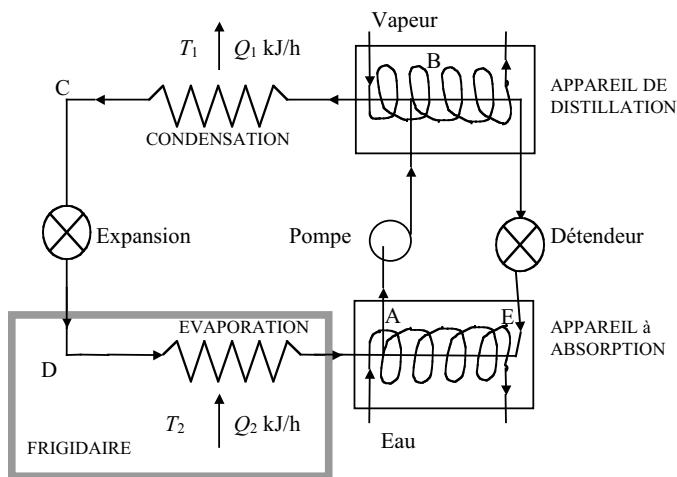 Vapeur
T1 Q1 kJ/h
B
C
APPAREIL DE
DISTILLATION
CONDENSATION
Expansion
Pompe
Détendeur
EVAPORATION
A
E
APPAREIL à
ABSORPTION
D
T2 Q2 kJ/h
Eau
FRIGIDAIRE